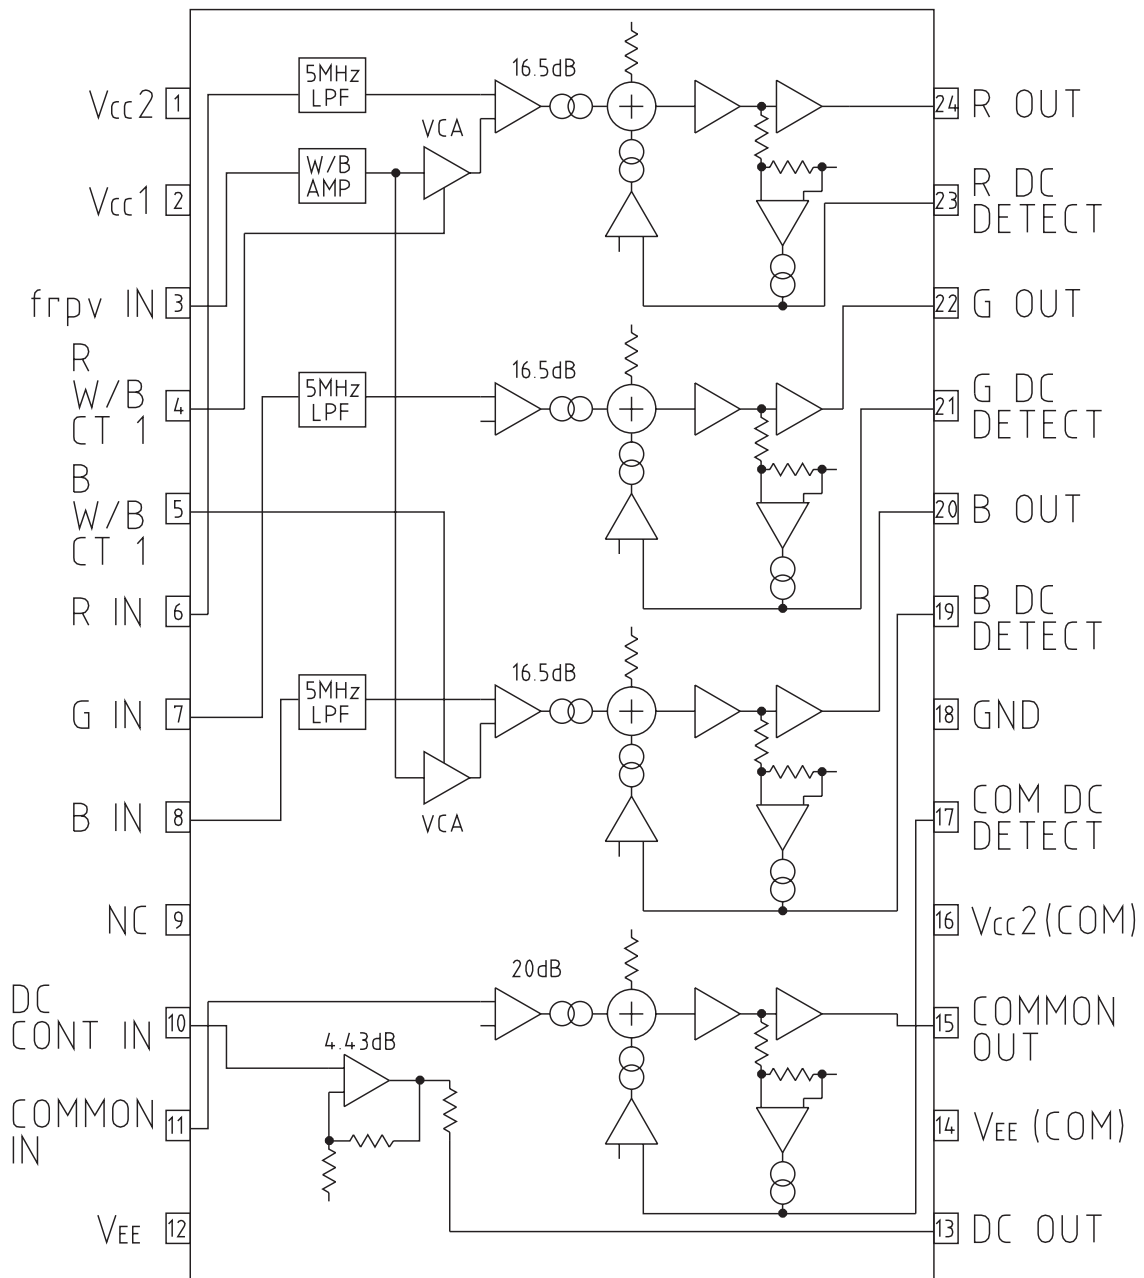 Vcc2 1
Vcc1 2
frpv IN 3
R
W/B 4
CT 1
B
W/B 5
CT 1
R IN 6
G IN 7
B IN 8
NC 9
DC
CONT IN 10
COMMON 11
IN
VEE 12
5MHz
LPF
W/B
AMP
VCA
16.5dB
5MHz
LPF
16.5dB
5MHz
LPF
16.5dB
VCA
20dB
4.43dB
24 R OUT
23 R DC
DETECT
22 G OUT
21 G DC
DETECT
20 B OUT
19 B DC
DETECT
18 GND
17 COM DC
DETECT
16 Vcc2(COM)
15 COMMON
OUT
14 VEE (COM)
13 DC OUT